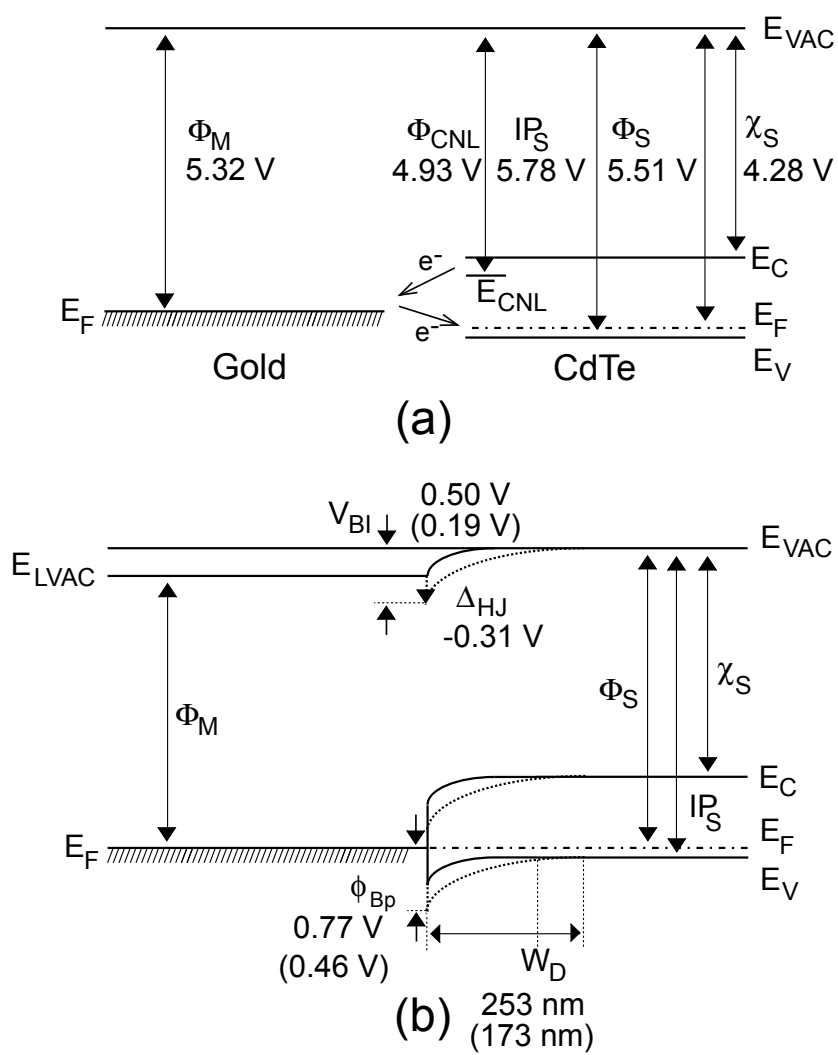 E_VAC
Φ_M
5.32 V
Φ_CNL
4.93 V
IP_S
5.78 V
Φ_S
5.51 V
χ_S
4.28 V
e-
E_C
E_CNL
E_F
e-
E_F
E_V
Gold
CdTe
(a)
0.50 V
V_BI
(0.19 V)
E_VAC
E_LVAC
Δ_HJ
-0.31 V
Φ_M
Φ_S
χ_S
E_C
IP_S
E_F
E_F
E_V
ϕ_Bp
0.77 V
(0.46 V)
W_D
253 nm
(173 nm)
(b)